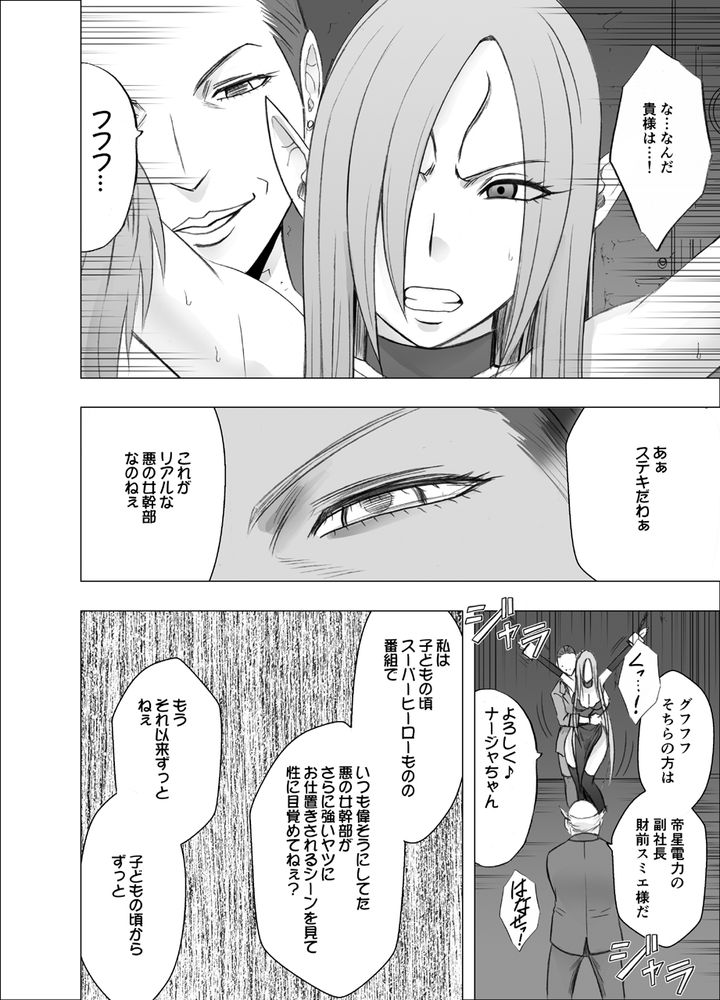 な…なんだ
貴様は…！
フフフ…
あぁ
ステキだわぁ
これが
リアルな
悪の女幹部
なのねぇ
ジャラ
くっ…！
グフフフ
そちらの方は
帝星電力の
副社長
財前スミエ様だ
よろしく♪
ナージャちゃん
はなせっ！
ジャラ
私は
子どもの頃
スーパーヒーローものの
番組で
いつも偉そうにしてた
悪の女幹部が
さらに強いヤツに
お仕置きされるシーンを見て
性に目覚めてねぇ？
もう
それ以来ずっと
ねぇ
子どもの頃から
ずっと